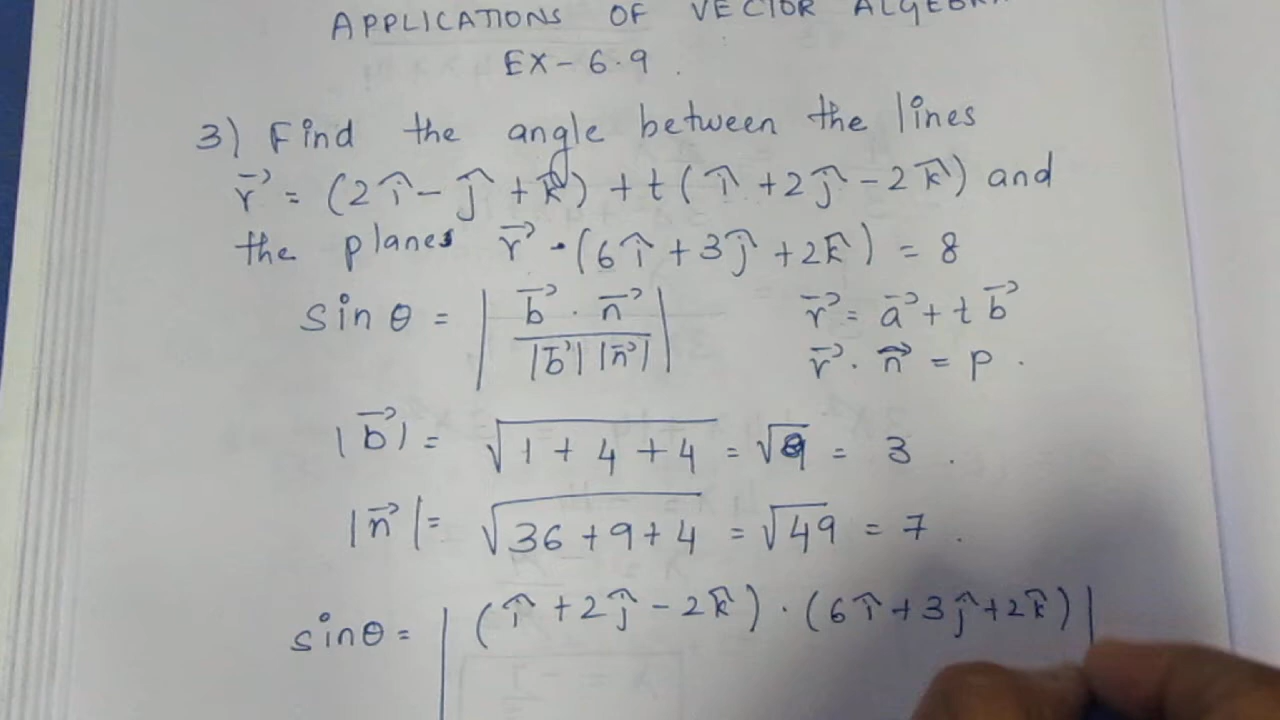 APPLICATIONS OF VECTOR ALGEBRA
EX-6.9.
3) Find the angle between the lines
r⃗ = (2î - ĵ + k̂) + t(î + 2ĵ - 2k̂) and
the planes r⃗ · (6î + 3ĵ + 2k̂) = 8
sin θ = | b⃗ · n⃗ / |b⃗| |n⃗| | r⃗ = a⃗ + t b⃗
r⃗ · n⃗ = p.
|b⃗| = √(1 + 4 + 4) = √9 = 3.
|n⃗| = √(36 + 9 + 4) = √49 = 7.
sinθ = | (î + 2ĵ - 2k̂) · (6î + 3ĵ + 2k̂) |